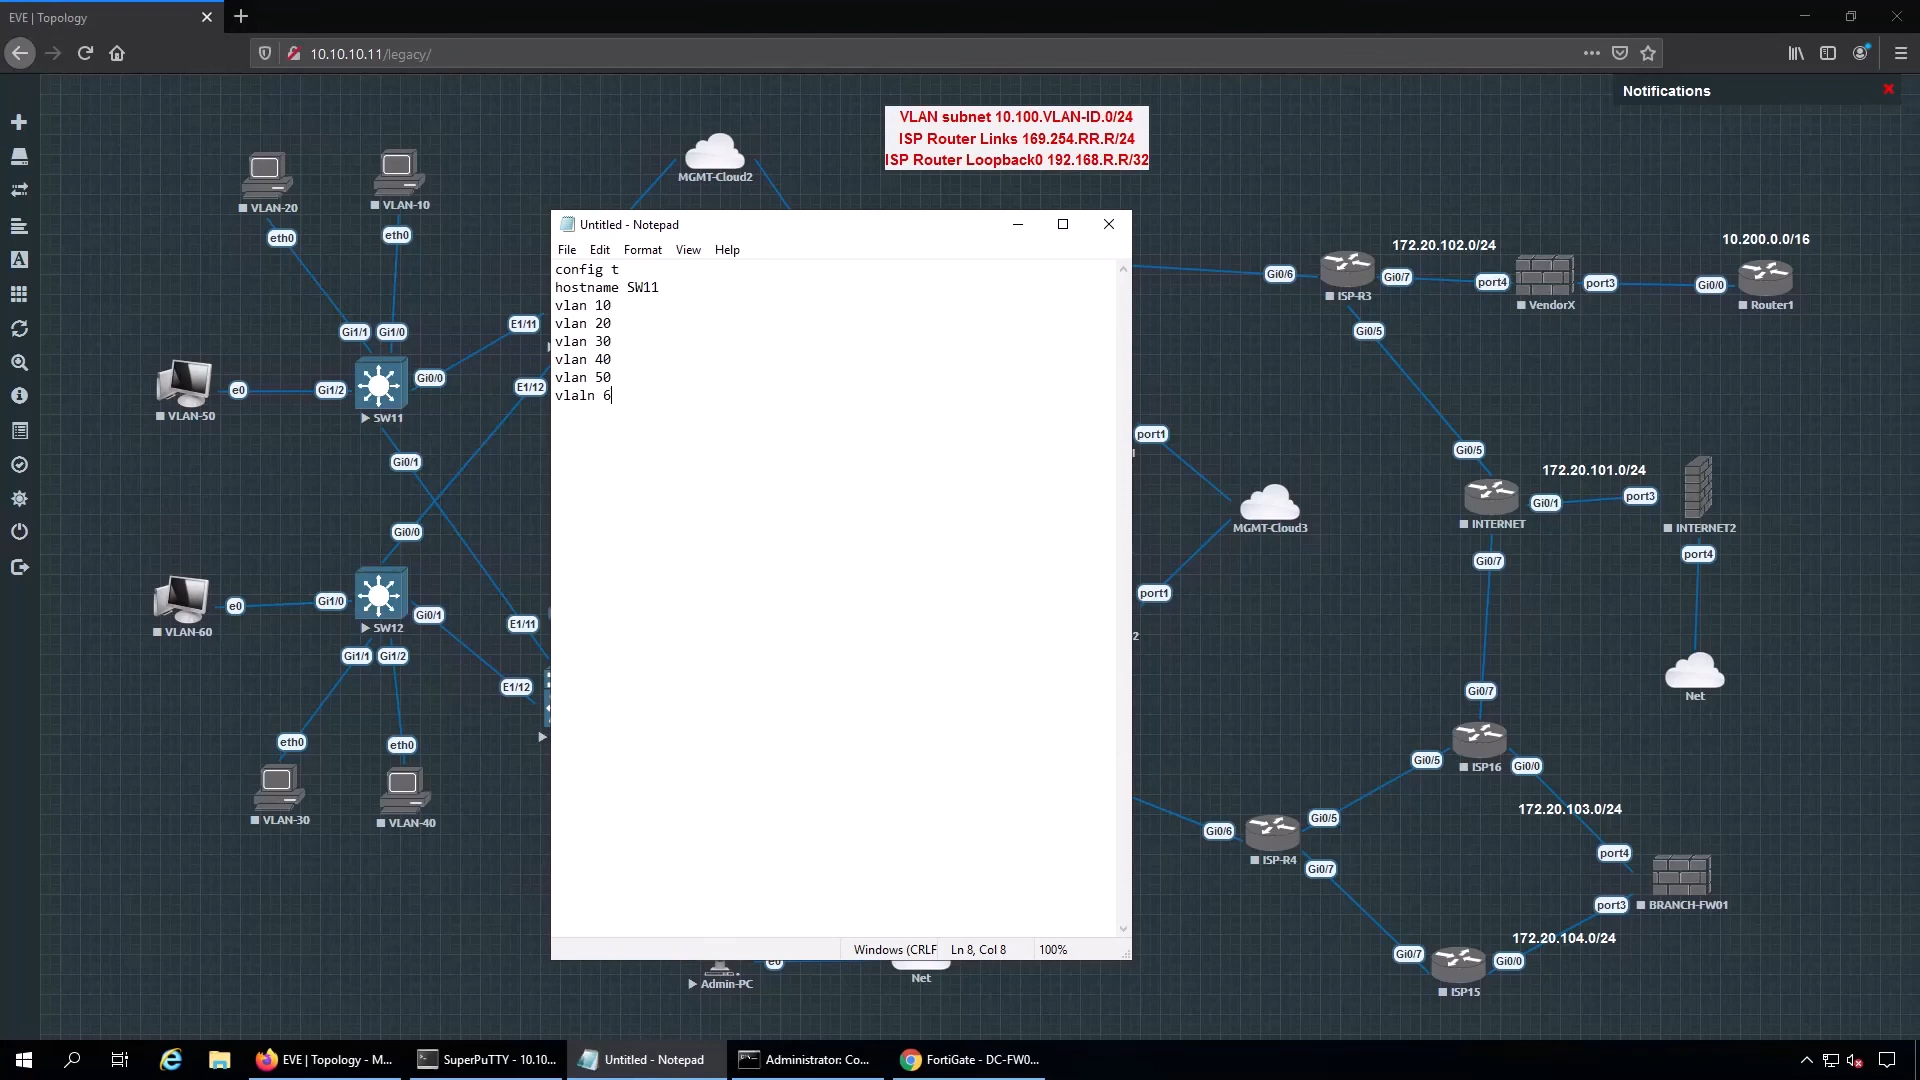 EVE | Topology
10.10.10.11/legacy/
Notifications
VLAN subnet 10.100.VLAN-ID.0/24
ISP Router Links 169.254.RR.R/24
ISP Router Loopback0 192.168.R.R/32
MGMT-Cloud2
VLAN-20
VLAN-10
eth0
eth0
Gi1/1
Gi1/0
E1/11
Gi0/0
E1/12
VLAN-50
e0
Gi1/2
SW11
Gi0/1
Gi0/0
VLAN-60
e0
Gi1/0
SW12
Gi0/1
E1/11
Gi1/1
Gi1/2
E1/12
eth0
eth0
VLAN-30
VLAN-40
Untitled - Notepad
File Edit Format View Help
config t
hostname SW11
vlan 10
vlan 20
vlan 30
vlan 40
vlan 50
vlaln 6
Windows (CRLF
Ln 8, Col 8
100%
Gi0/6
ISP-R3
172.20.102.0/24
Gi0/7
port4
VendorX
port3
10.200.0.0/16
Gi0/0
Router1
Gi0/5
port1
MGMT-Cloud3
port1
2
Gi0/5
172.20.101.0/24
INTERNET
Gi0/1
port3
INTERNET2
port4
Gi0/7
Net
Gi0/7
ISP16
Gi0/5
Gi0/0
172.20.103.0/24
Gi0/6
Gi0/5
ISP-R4
Gi0/7
port4
BRANCH-FW01
port3
172.20.104.0/24
Gi0/7
Gi0/0
ISP15
e0
Admin-PC
Net
EVE | Topology - M...
SuperPuTTY - 10.10...
Untitled - Notepad
Administrator: Co...
FortiGate - DC-FW0...